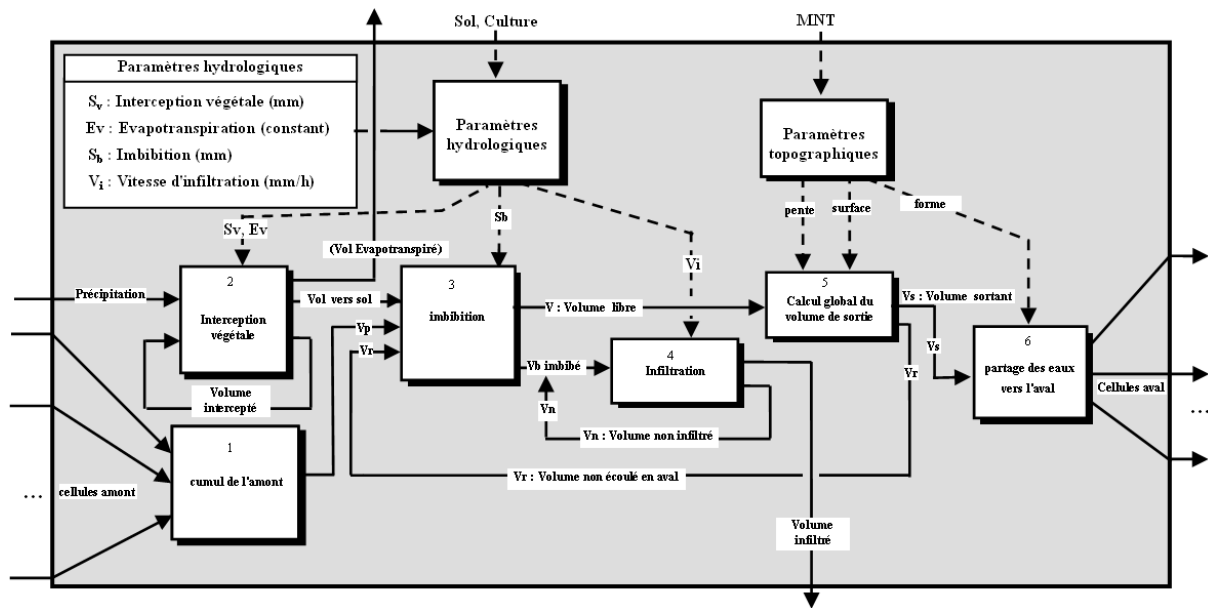 Sol, Culture
MNT
Paramètres hydrologiques
Sv : Interception végétale (mm)
Ev : Evapotranspiration (constant)
Sb : Imbibition (mm)
Vi : Vitesse d'infiltration (mm/h)
Paramètres
hydrologiques
Paramètres
topographiques
Sv, Ev
Sb
Vi
pente
surface
forme
(Vol Evapotranspiré)
Précipitation
2
Interception
végétale
Vol vers sol
Vp
Vr
Volume
intercepté
3
imbibition
V : Volume libre
Vb imbibé
4
Infiltration
Vn
Vn : Volume non infiltré
5
Calcul global du
volume de sortie
Vs : Volume sortant
Vs
Vr
6
partage des eaux
vers l'aval
Cellules aval
...
1
cumul de l'amont
... cellules amont
Vr : Volume non écoulé en aval
Volume
infiltré